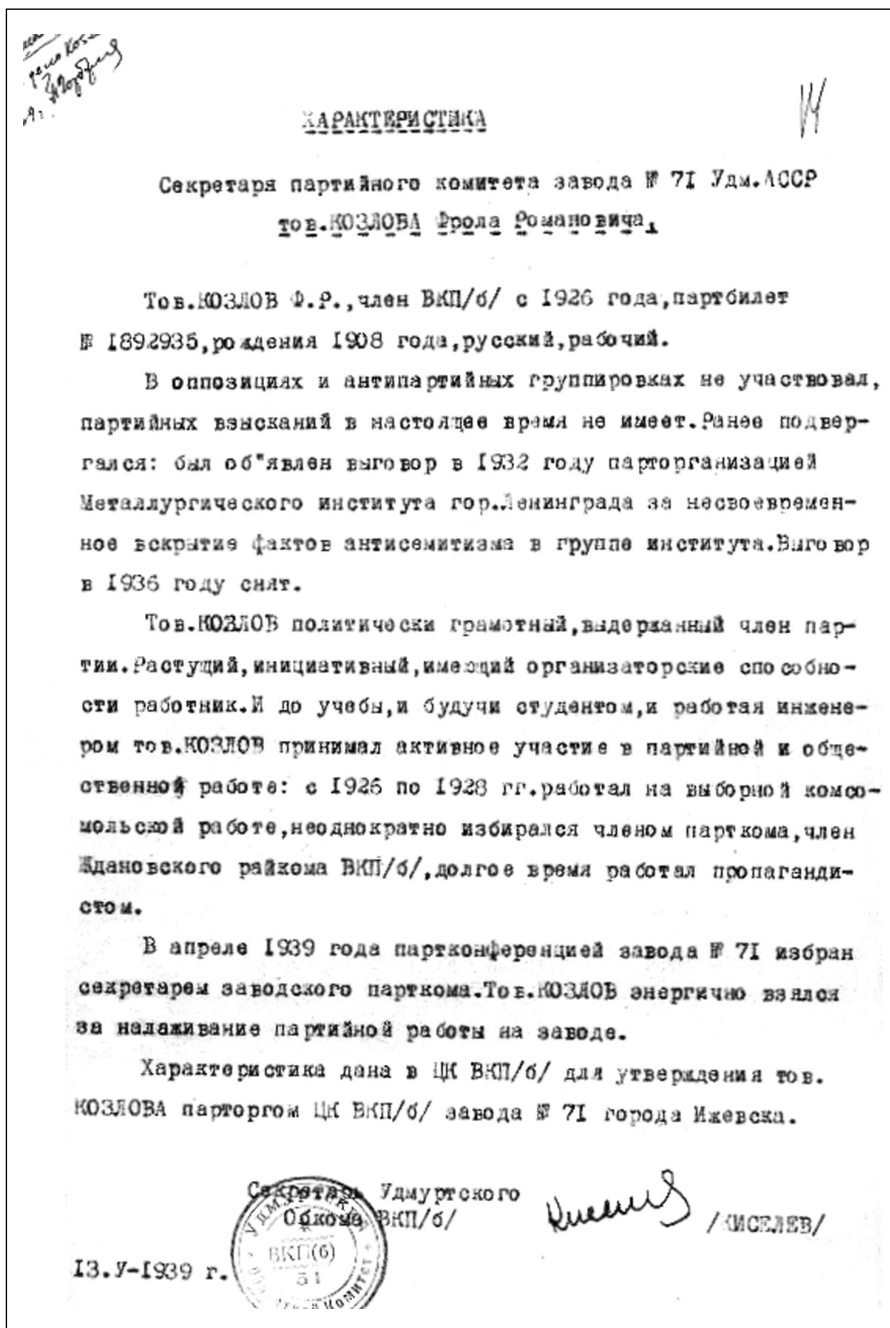 ХАРАКТЕРИСТИКА
Секретаря партийного комитета завода № 71 Удм.АССР
тов.КОЗЛОВА Фрола Романовича.
Тов.КОЗЛОВ Ф.Р.,член ВКП/б/ с 1926 года,партбилет
№ 1892935,рождения 1908 года,русский,рабочий.
В оппозициях и антипартийных группировках не участвовал,
партийных взысканий в настоящее время не имеет.Ранее подвер-
гался: был об"явлен выговор в 1932 году парторганизацией
Металлургического института гор.Ленинграда за несвоевремен-
ное вскрытие фактов антисемитизма в группе института.Выговор
в 1936 году снят.
Тов.КОЗЛОВ политически грамотный,выдержанный член пар-
тии.Растущий,инициативный,имеющий организаторские способно-
сти работник.И до учебы,и будучи студентом,и работая инжене-
ром тов.КОЗЛОВ принимал активное участие в партийной и обще-
ственной работе: с 1926 по 1928 гг.работал на выборной комсо-
мольской работе,неоднократно избирался членом парткома,член
Ждановского райкома ВКП/б/,долгое время работал пропаганди-
стом.
В апреле 1939 года партконференцией завода № 71 избран
секретарем заводского парткома.Тов.КОЗЛОВ энергично взялся
за налаживание партийной работы на заводе.
Характеристика дана в ЦК ВКП/б/ для утверждения тов.
КОЗЛОВА парторгом ЦК ВКП/б/ завода № 71 города Ижевска.
Секретарь Удмуртского
Обкома ВКП/б/
/КИСЕЛЕВ/
ВКП(б)
51
13.У-1939 г.